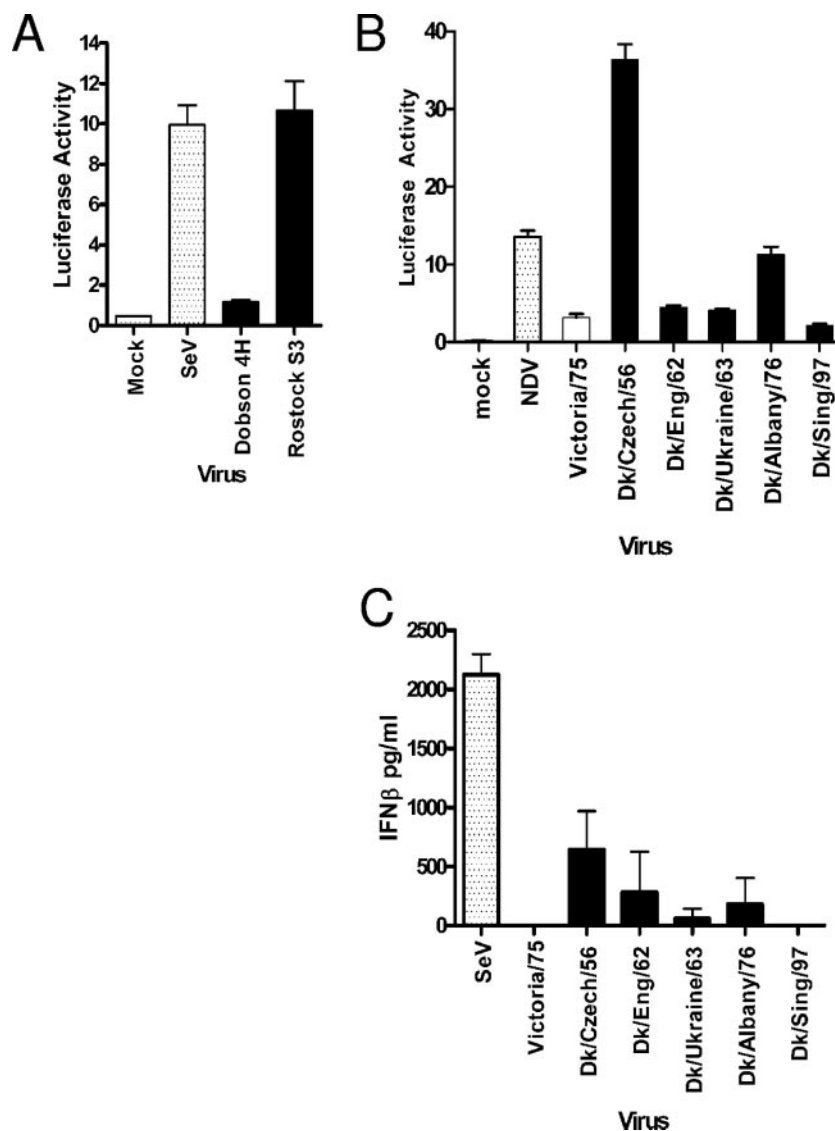 A
Luciferase Activity
14
12
10
8
6
4
2
0
Mock
SeV
Dobson 4H
Rostock S3
Virus
B
Luciferase Activity
40
30
20
10
0
mock
NDV
Victoria/75
Dk/Czech/56
Dk/Eng/62
Dk/Ukraine/63
Dk/Albany/76
Dk/Sing/97
Virus
C
IFNβ pg/ml
2500
2000
1500
1000
500
0
SeV
Victoria/75
Dk/Czech/56
Dk/Eng/62
Dk/Ukraine/63
Dk/Albany/76
Dk/Sing/97
Virus